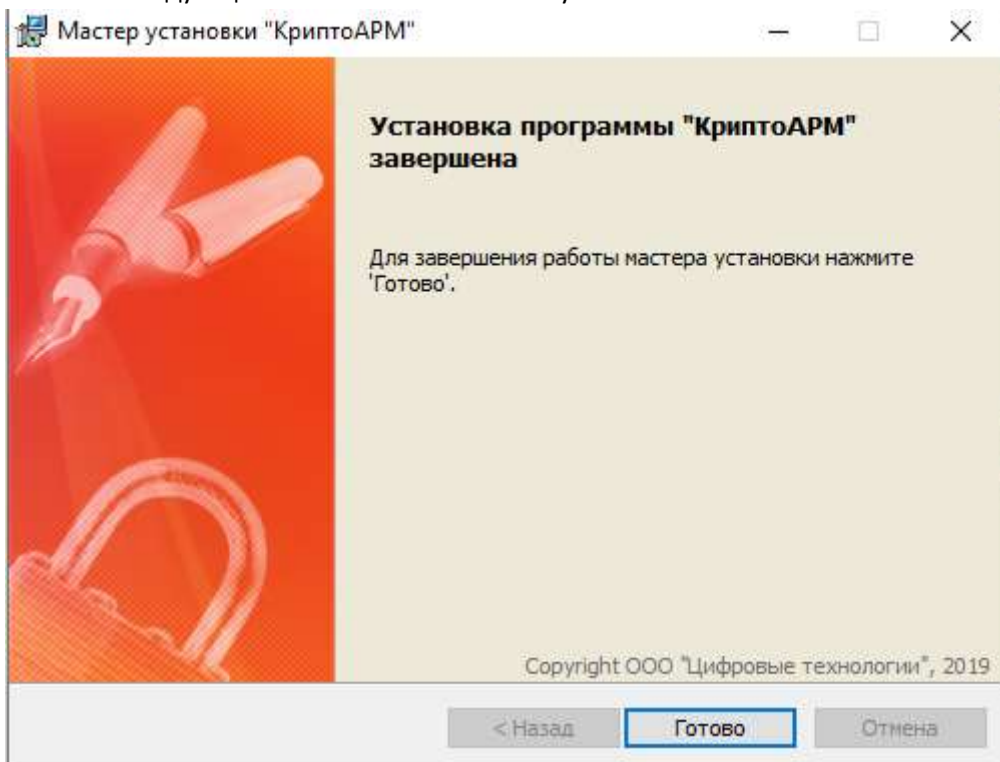 Мастер установки "КриптоАРМ"
Установка программы "КриптоАРМ"
завершена
Для завершения работы мастера установки нажмите
'Готово'.
Copyright ООО "Цифровые технологии", 2019
< Назад
Готово
Отмена